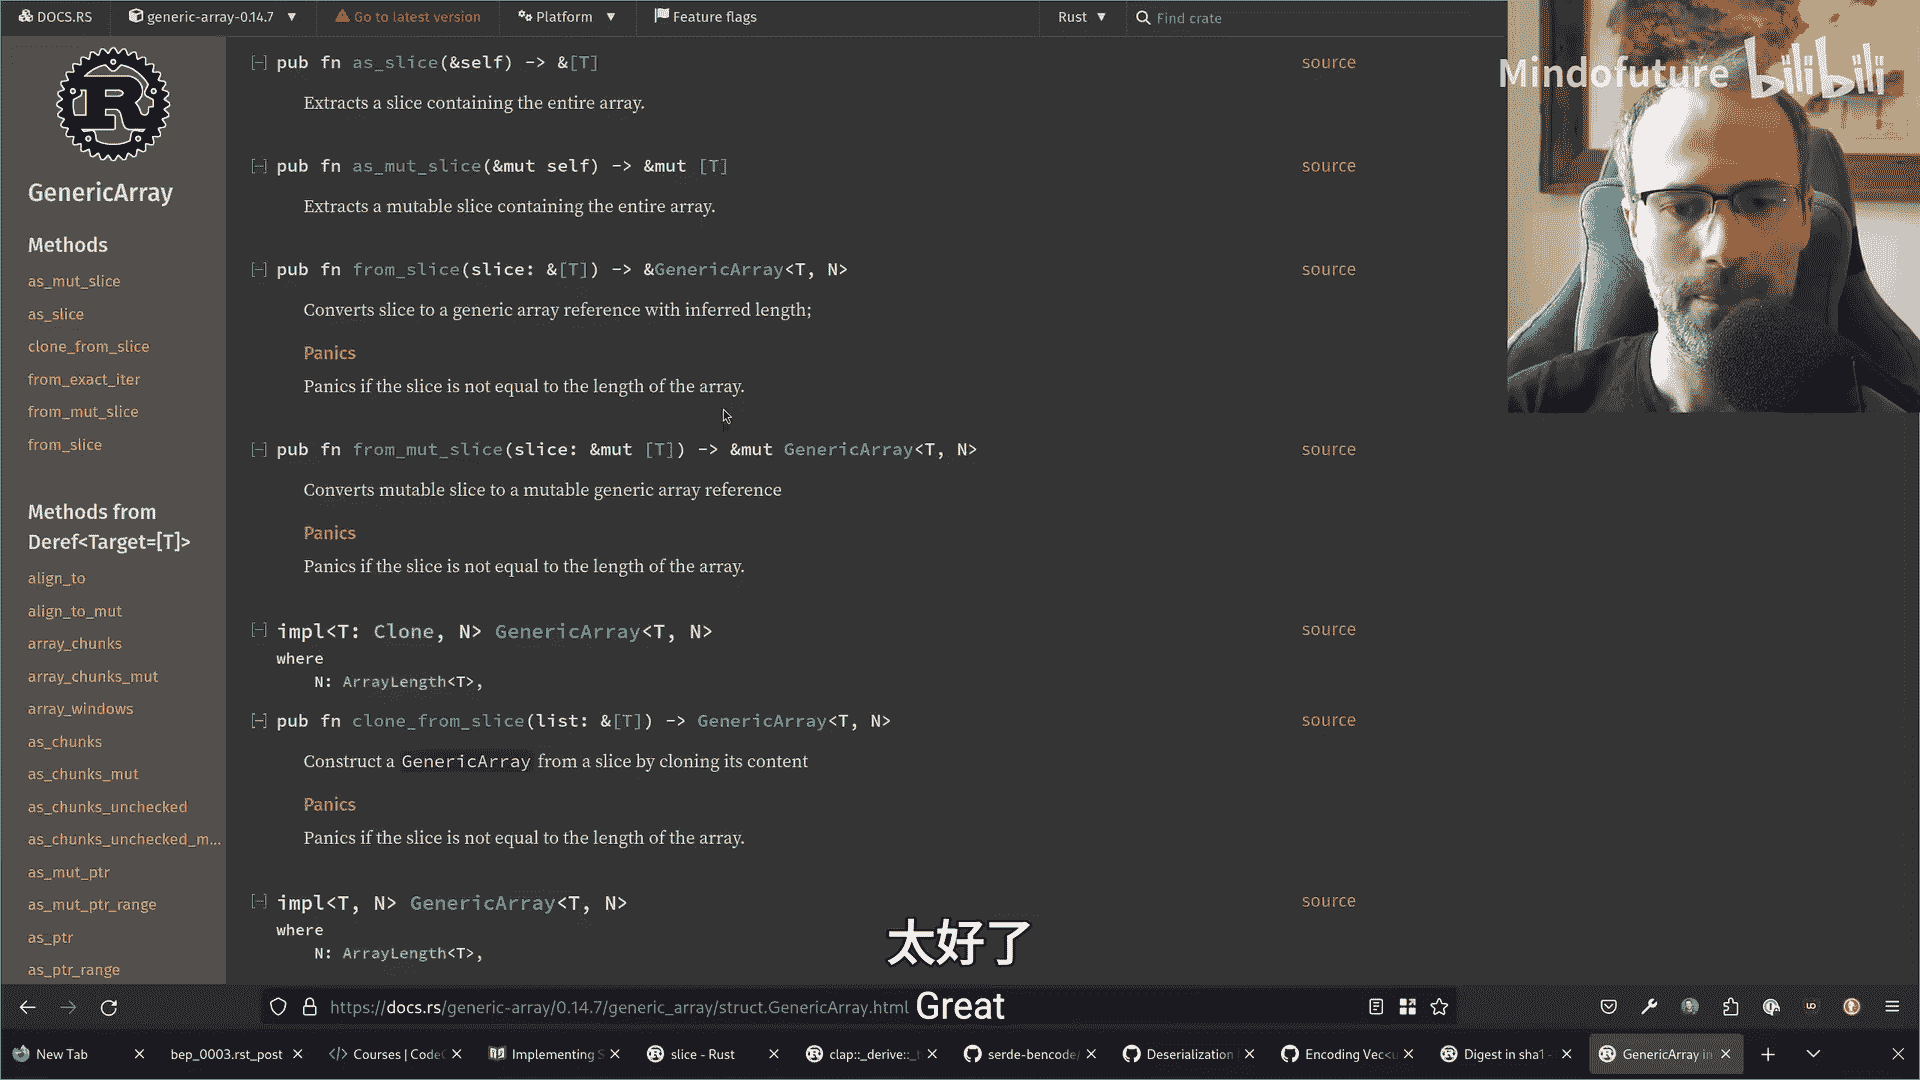 DOCS.RS
generic-array-0.14.7
Go to latest version
Platform
Feature flags
Rust
Find crate
Mindofuture bilibili
GenericArray
Methods
as_mut_slice
as_slice
clone_from_slice
from_exact_iter
from_mut_slice
from_slice
Methods from
Deref<Target=[T]>
align_to
align_to_mut
array_chunks
array_chunks_mut
array_windows
as_chunks
as_chunks_mut
as_chunks_unchecked
as_chunks_unchecked_m...
as_mut_ptr
as_mut_ptr_range
as_ptr
as_ptr_range
[-] pub fn as_slice(&self) -> &[T] source
Extracts a slice containing the entire array.
[-] pub fn as_mut_slice(&mut self) -> &mut [T] source
Extracts a mutable slice containing the entire array.
[-] pub fn from_slice(slice: &[T]) -> &GenericArray<T, N> source
Converts slice to a generic array reference with inferred length;
Panics
Panics if the slice is not equal to the length of the array.
[-] pub fn from_mut_slice(slice: &mut [T]) -> &mut GenericArray<T, N> source
Converts mutable slice to a mutable generic array reference
Panics
Panics if the slice is not equal to the length of the array.
[-] impl<T: Clone, N> GenericArray<T, N> source
where
N: ArrayLength<T>,
[-] pub fn clone_from_slice(list: &[T]) -> GenericArray<T, N> source
Construct a GenericArray from a slice by cloning its content
Panics
Panics if the slice is not equal to the length of the array.
[-] impl<T, N> GenericArray<T, N> source
where
N: ArrayLength<T>,
太好了
Great
https://docs.rs/generic-array/0.14.7/generic_array/struct.GenericArray.html
New Tab
bep_0003.rst_post
Courses | Code
Implementing S
slice - Rust
clap::_derive::_t
serde-bencode/
Deserialization
Encoding Vec<u
Digest in sha1 -
GenericArray in